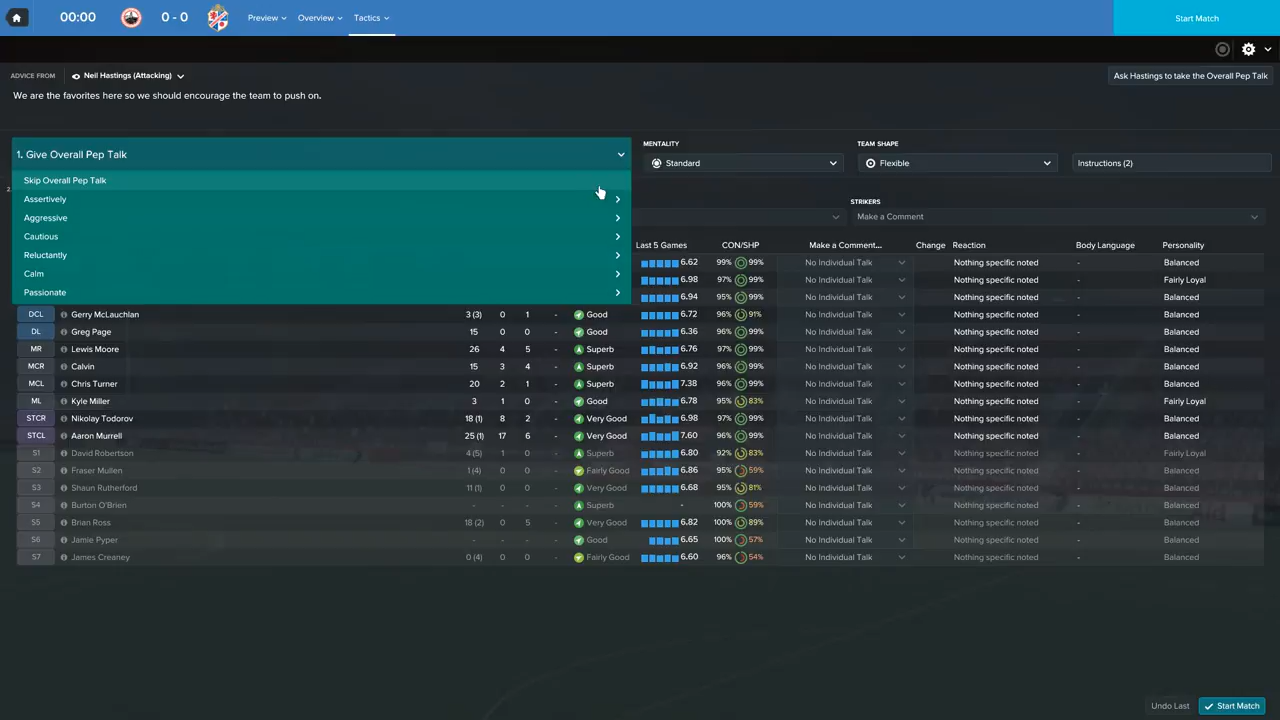 00:00 0 - 0 Preview Overview Tactics Start Match
ADVICE FROM Neil Hastings (Attacking) Ask Hastings to take the Overall Pep Talk
We are the favorites here so we should encourage the team to push on.
1. Give Overall Pep Talk
MENTALITY TEAM SHAPE
Standard Flexible Instructions (2)
Skip Overall Pep Talk
2
Assertively
STRIKERS
Aggressive Make a Comment
Cautious
Last 5 Games CON/SHP Make a Comment... Change Reaction Body Language Personality
Reluctantly 6.62 99% 99% No Individual Talk Nothing specific noted - Balanced
Calm 6.98 97% 99% No Individual Talk Nothing specific noted - Fairly Loyal
Passionate 6.94 95% 99% No Individual Talk Nothing specific noted - Balanced
DCL Gerry McLauchlan 3 (3) 0 1 - Good 6.72 96% 91% No Individual Talk Nothing specific noted - Balanced
DL Greg Page 15 0 0 - Good 6.36 96% 99% No Individual Talk Nothing specific noted - Balanced
MR Lewis Moore 26 4 5 - Superb 6.76 97% 99% No Individual Talk Nothing specific noted - Balanced
MCR Calvin 15 3 4 - Superb 6.92 96% 99% No Individual Talk Nothing specific noted - Balanced
MCL Chris Turner 20 2 1 - Superb 7.38 96% 99% No Individual Talk Nothing specific noted - Balanced
ML Kyle Miller 3 1 0 - Good 6.78 95% 83% No Individual Talk Nothing specific noted - Fairly Loyal
STCR Nikolay Todorov 18 (1) 8 2 - Very Good 6.98 97% 99% No Individual Talk Nothing specific noted - Balanced
STCL Aaron Murrell 25 (1) 17 6 - Very Good 7.60 96% 99% No Individual Talk Nothing specific noted - Balanced
S1 David Robertson 4 (5) 1 0 - Superb 6.80 92% 83% No Individual Talk Nothing specific noted - Fairly Loyal
S2 Fraser Mullen 1 (4) 0 0 - Fairly Good 6.86 95% 59% No Individual Talk Nothing specific noted - Balanced
S3 Shaun Rutherford 11 (1) 0 0 - Very Good 6.68 95% 81% No Individual Talk Nothing specific noted - Balanced
S4 Burton O'Brien - - - - Superb - 100% 59% No Individual Talk Nothing specific noted - Balanced
S5 Brian Ross 18 (2) 0 5 - Very Good 6.82 100% 89% No Individual Talk Nothing specific noted - Balanced
S6 Jamie Pyper - - - - Good 6.65 100% 57% No Individual Talk Nothing specific noted - Balanced
S7 James Creaney 0 (4) 0 0 - Fairly Good 6.60 96% 54% No Individual Talk Nothing specific noted - Balanced
Undo Last Start Match